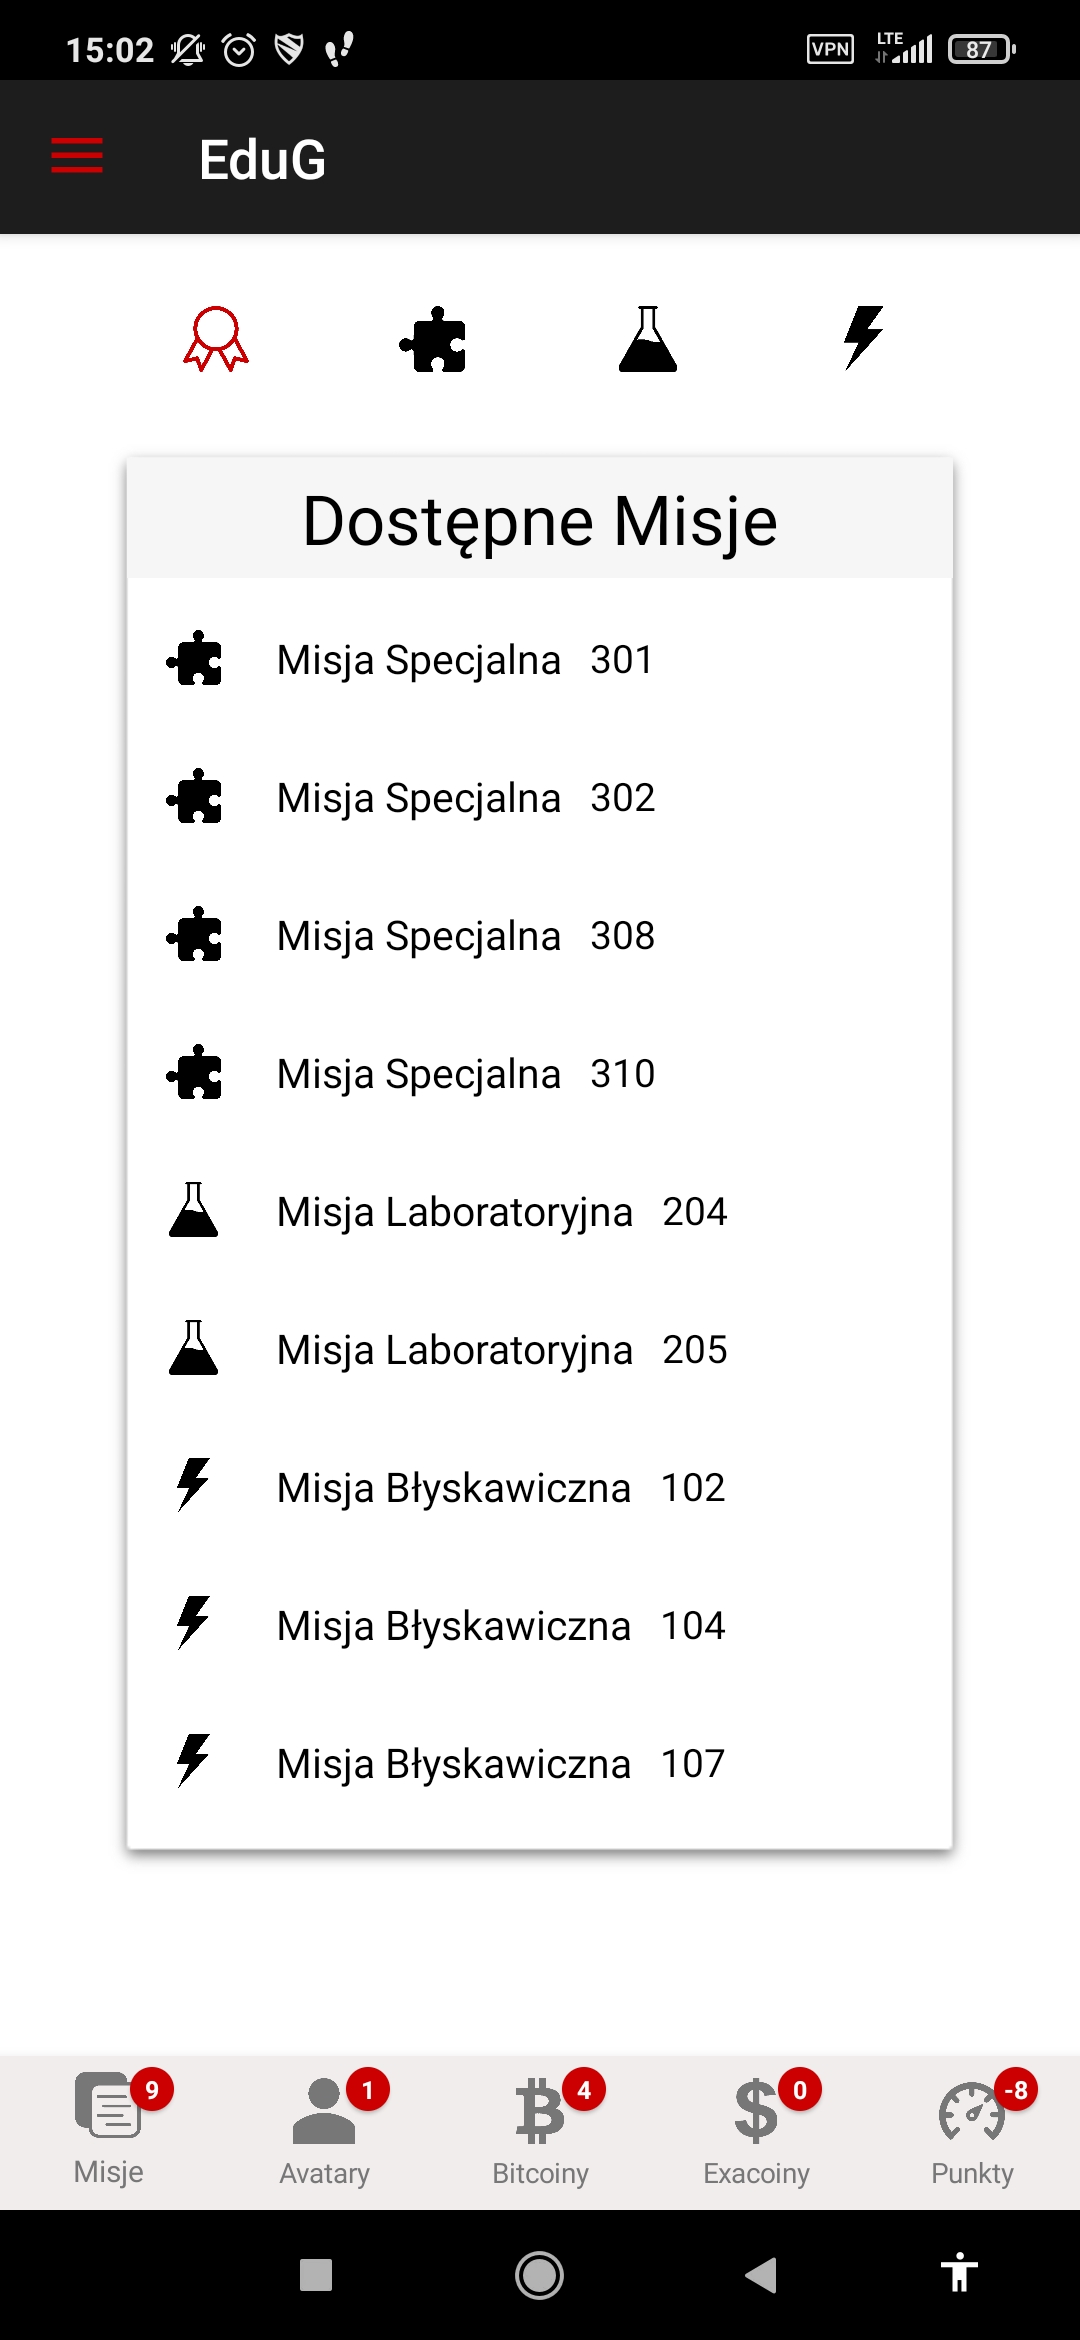 15:02 VPN LTE 87
EduG
Dostępne Misje
Misja Specjalna 301
Misja Specjalna 302
Misja Specjalna 308
Misja Specjalna 310
Misja Laboratoryjna 204
Misja Laboratoryjna 205
Misja Błyskawiczna 102
Misja Błyskawiczna 104
Misja Błyskawiczna 107
9 1 4 0 -8
Misje Avatary Bitcoiny Exacoiny Punkty